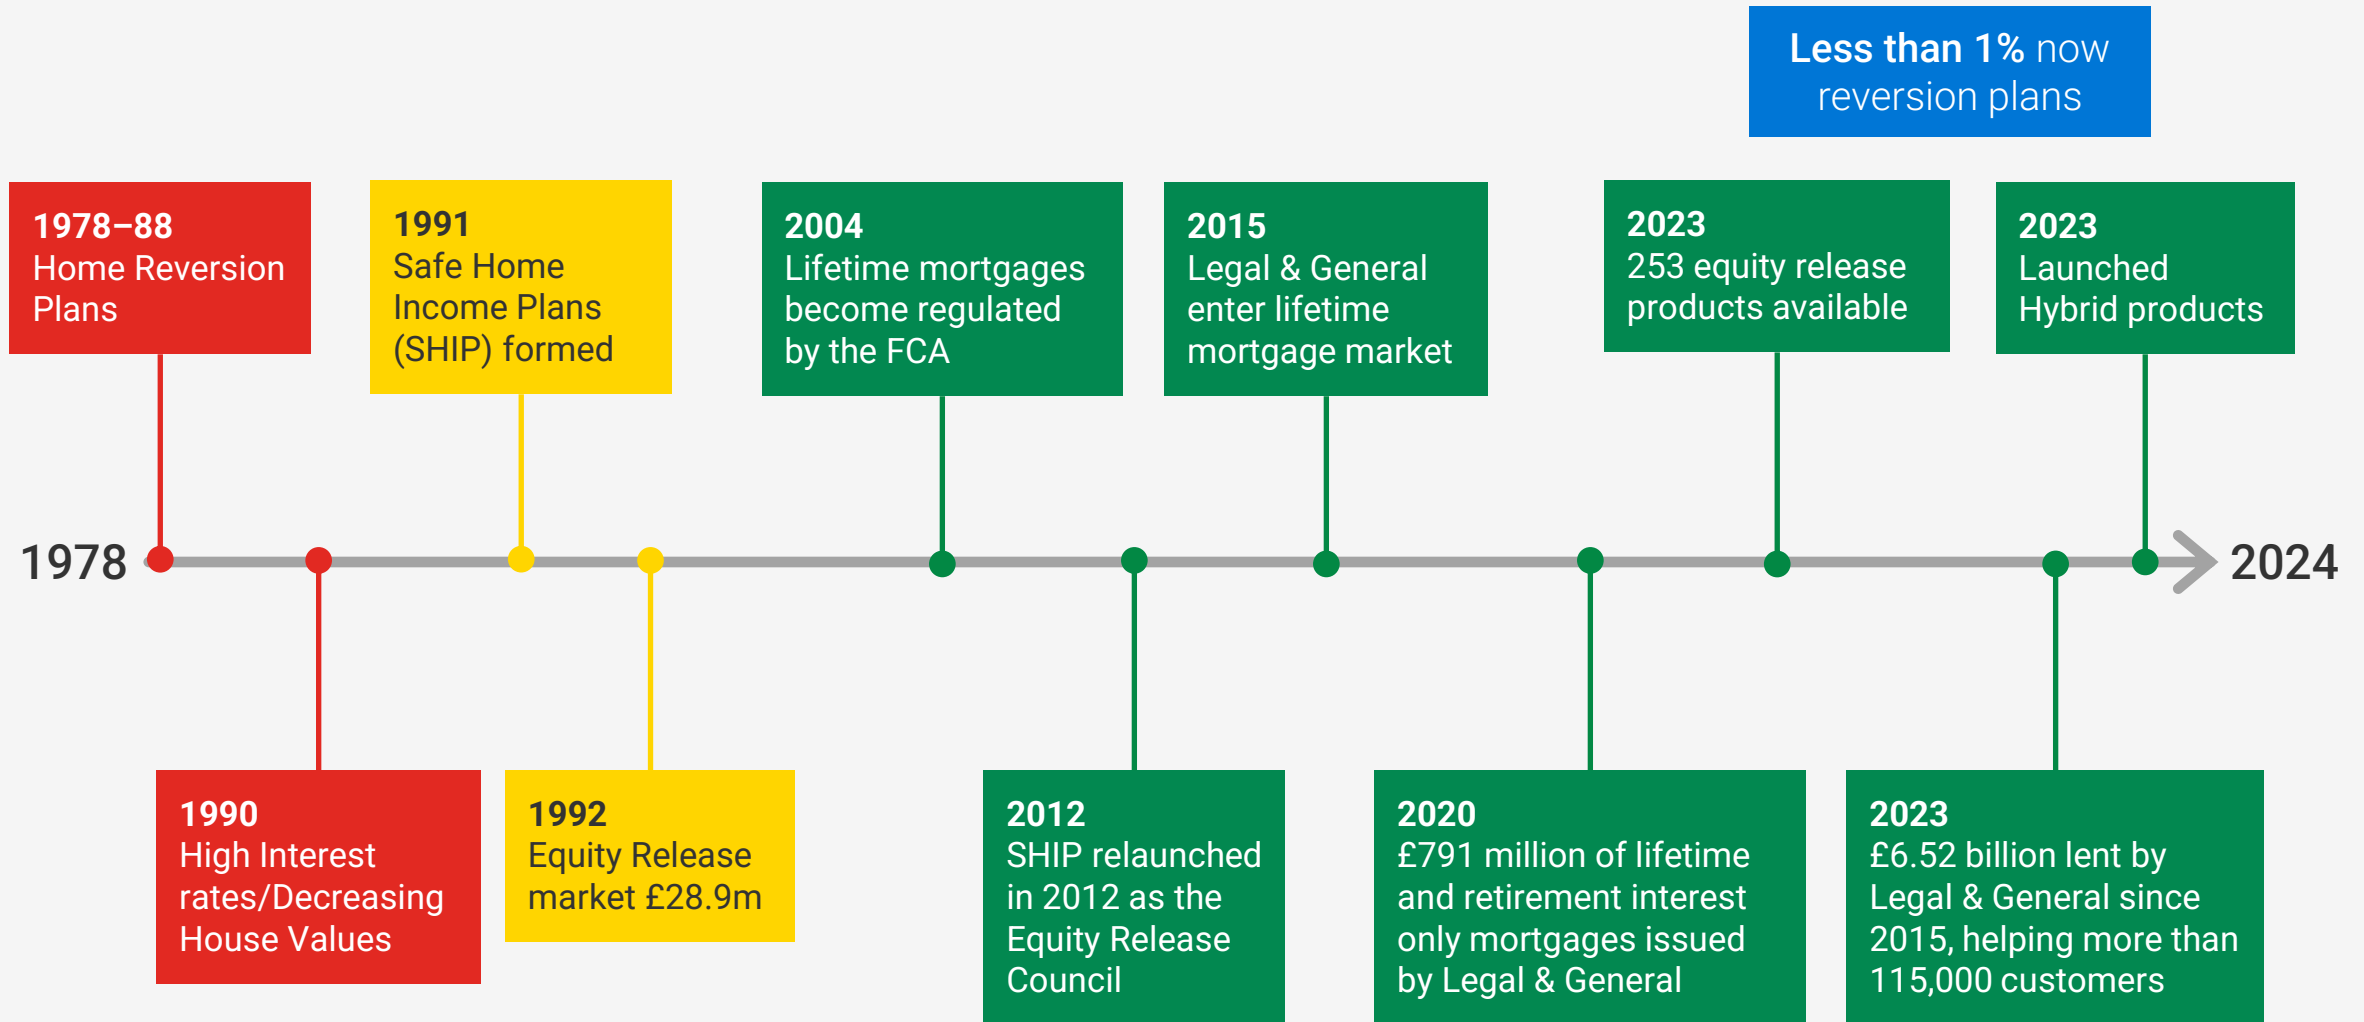 Less than 1% now
reversion plans
1978–88
Home Reversion
Plans
1991
Safe Home
Income Plans
(SHIP) formed
2004
Lifetime mortgages
become regulated
by the FCA
2015
Legal & General
enter lifetime
mortgage market
2023
253 equity release
products available
2023
Launched
Hybrid products
1978
2024
1990
High Interest
rates/Decreasing
House Values
1992
Equity Release
market £28.9m
2012
SHIP relaunched
in 2012 as the
Equity Release
Council
2020
£791 million of lifetime
and retirement interest
only mortgages issued
by Legal & General
2023
£6.52 billion lent by
Legal & General since
2015, helping more than
115,000 customers